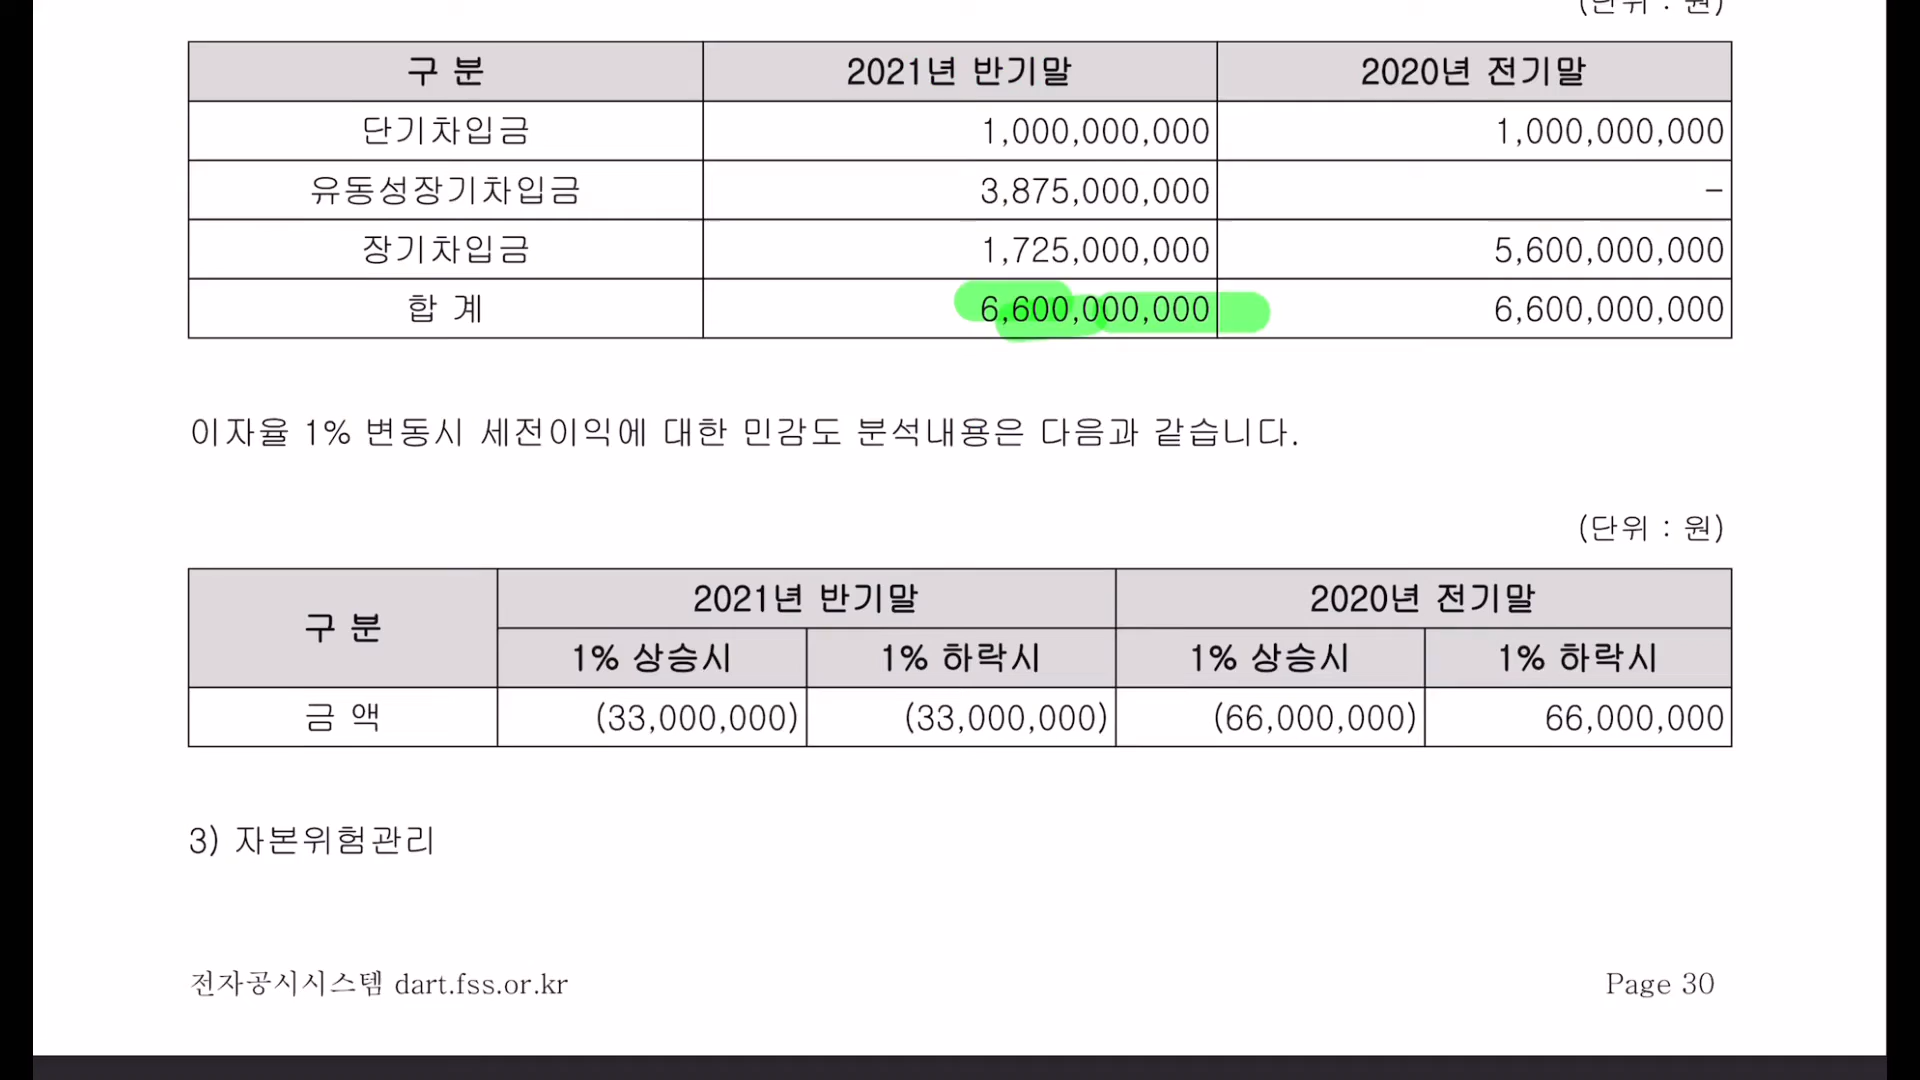 (단위 : 원)
구 분 2021년 반기말 2020년 전기말
단기차입금 1,000,000,000 1,000,000,000
유동성장기차입금 3,875,000,000 -
장기차입금 1,725,000,000 5,600,000,000
합 계 6,600,000,000 6,600,000,000
이자율 1% 변동시 세전이익에 대한 민감도 분석내용은 다음과 같습니다.
(단위 : 원)
구 분 2021년 반기말 2020년 전기말
1% 상승시 1% 하락시 1% 상승시 1% 하락시
금 액 (33,000,000) (33,000,000) (66,000,000) 66,000,000
3) 자본위험관리
전자공시시스템 dart.fss.or.kr Page 30